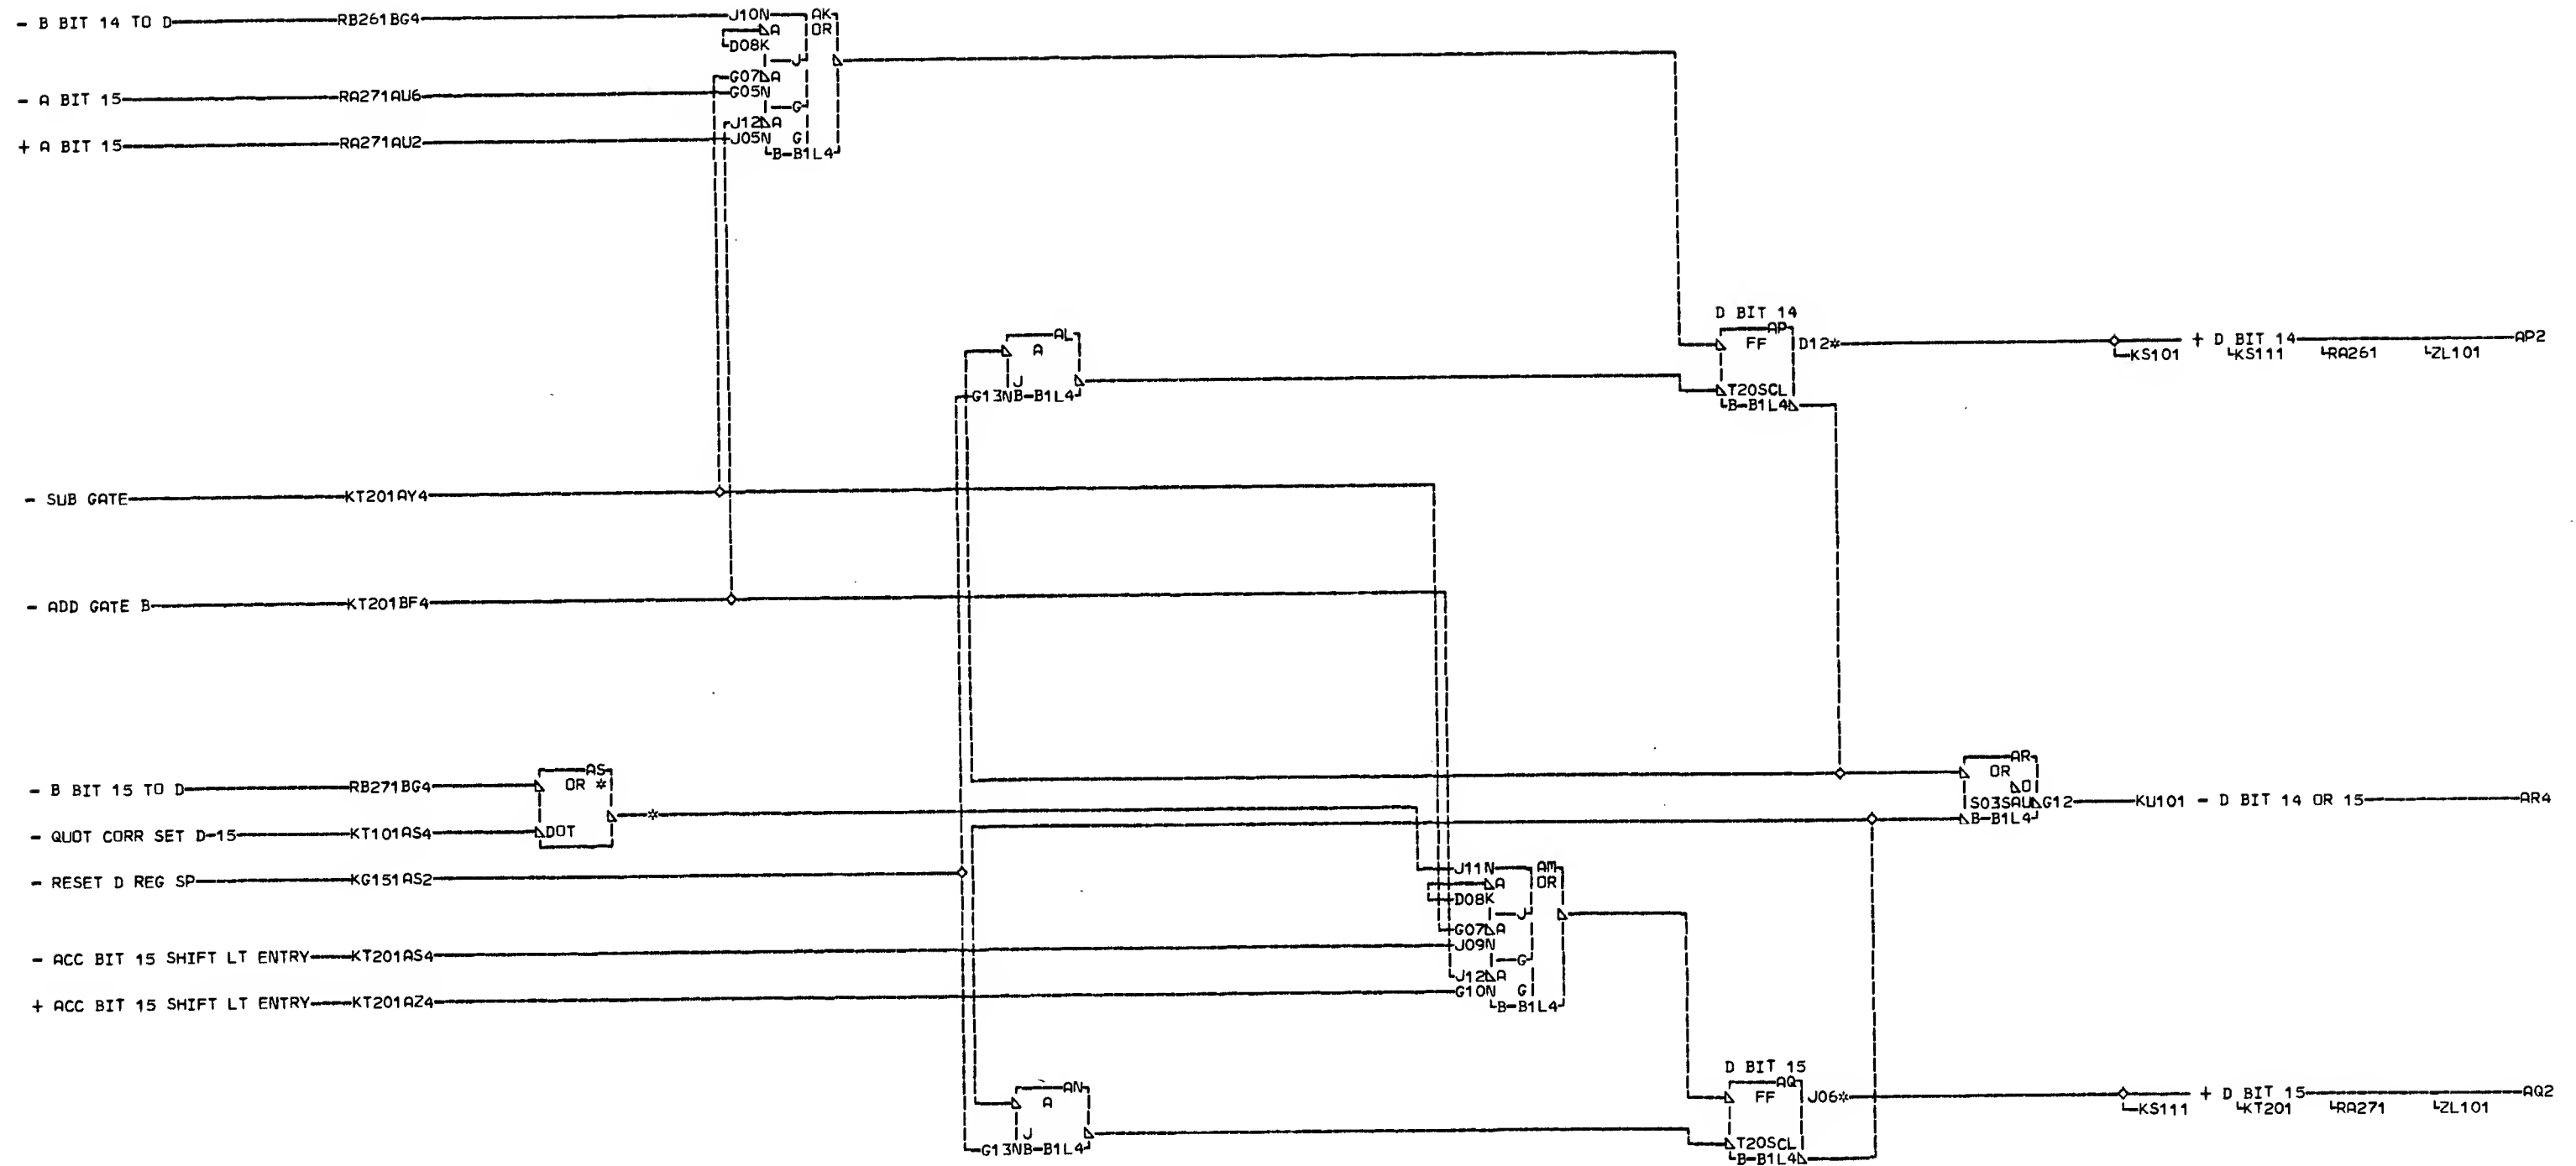 - B BIT 14 TO D RB261BG4 J10N AK
A OR
D08K
J
G07 A
- A BIT 15 RA271AU6 G05N
G
J12 A
+ A BIT 15 RA271AU2 J05N G
B-B1L4
D BIT 14
AL AP
A FF D12* + D BIT 14 AP2
KS101 KS111 RA261 ZL101
J
G13NB-B1L4 T20SCL
B-B1L4
- SUB GATE KT201AY4
- ADD GATE B KT201BF4
AR
AS OR
- B BIT 15 TO D RB271BG4 OR * O
S03SAU G12 KU101 - D BIT 14 OR 15 AR4
*
B-B1L4
- QUOT CORR SET D-15 KT101AS4 DOT
J11N AM
- RESET D REG SP KG151AS2 A OR
D08K
J
G07 A
- ACC BIT 15 SHIFT LT ENTRY KT201AS4 J09N
G
J12 A
+ ACC BIT 15 SHIFT LT ENTRY KT201AZ4 G10N G
B-B1L4
D BIT 15
AN AQ
A FF J06* + D BIT 15 AQ2
KS111 KT201 RA271 ZL101
J
G13NB-B1L4 T20SCL
B-B1L4